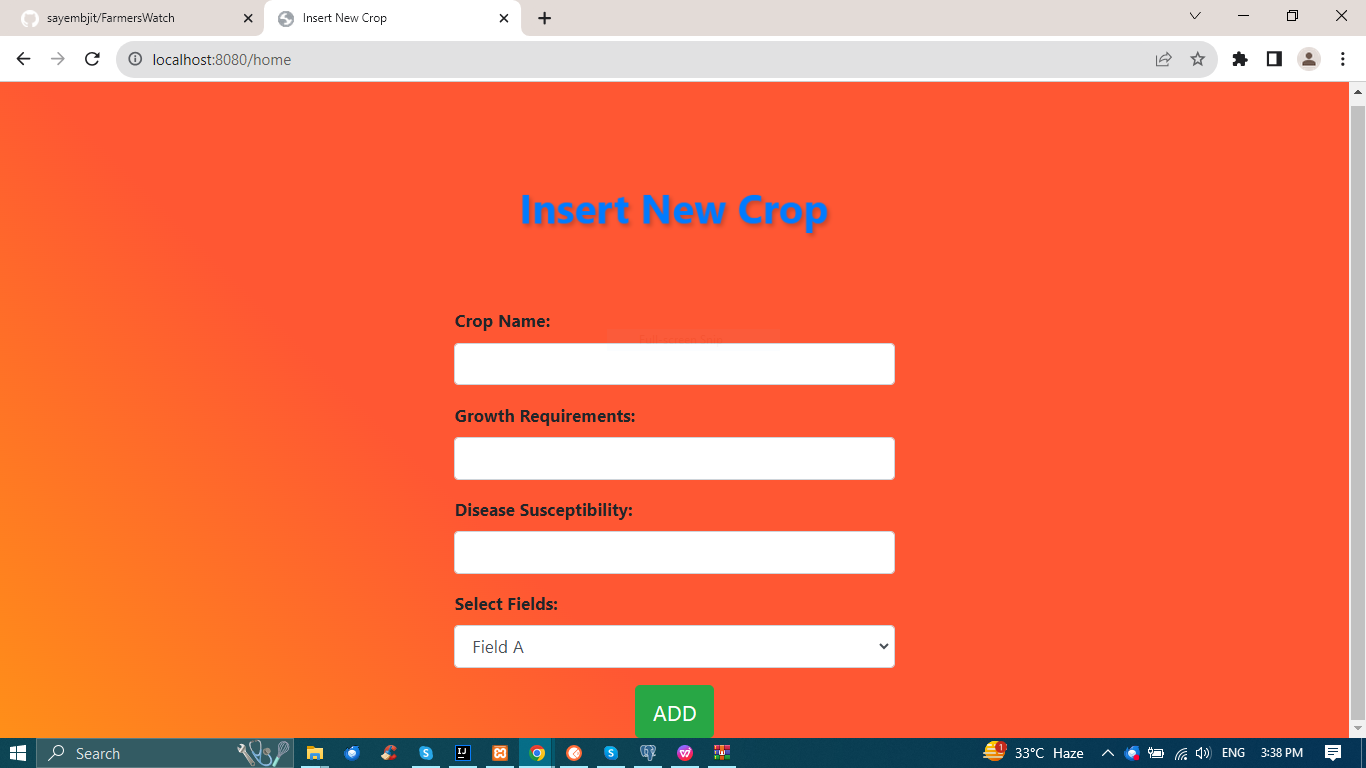 sayembjit/FarmersWatch
Insert New Crop
localhost:8080/home
Insert New Crop
Crop Name:
Growth Requirements:
Disease Susceptibility:
Select Fields:
Field A
ADD
Search
33°C Haze
ENG
3:38 PM